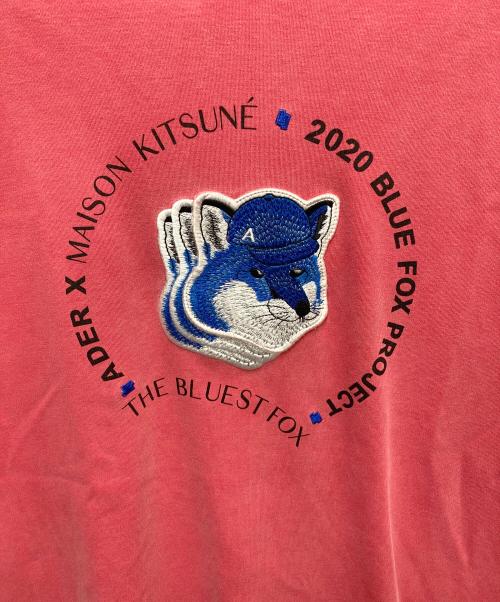 ADER X MAISON KITSUNÉ
2020 BLUE FOX PROJECT
THE BLUEST FOX
A